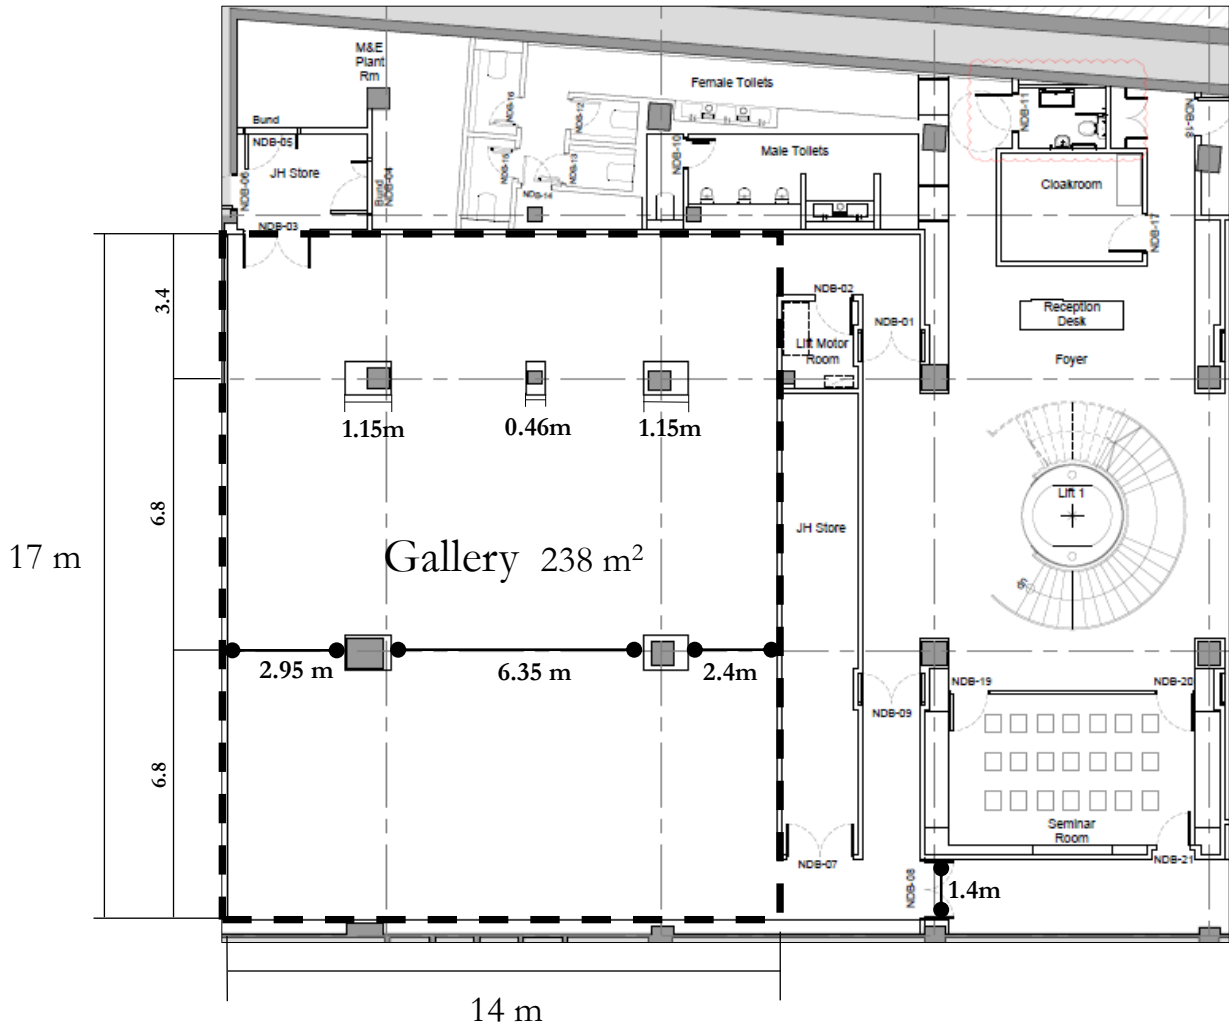 M&E
Plant
Rm
Female Toilets
NDB-16
NDB-12
NDB-11
NDB-18
Bund
NDB-05
NDB-10
Male Toilets
JH Store
NDB-15
NDB-13
Cloakroom
NDB-06
Bund
NDB-04
NDB-14
NDB-03
NDB-17
3.4
NDB-02
NDB-01
Reception
Desk
Lift Motor
Room
Foyer
1.15m
0.46m
1.15m
6.8
Lift 1
JH Store
17 m
Gallery 238 m²
2.95 m
6.35 m
2.4m
NDB-19
NDB-20
NDB-09
6.8
Seminar
Room
NDB-07
NDB-21
NDB-08
1.4m
14 m